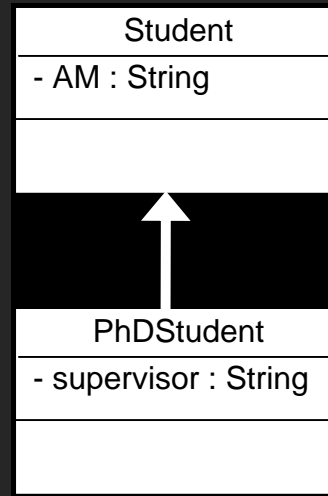 Student
- AM : String
PhDStudent
- supervisor : String